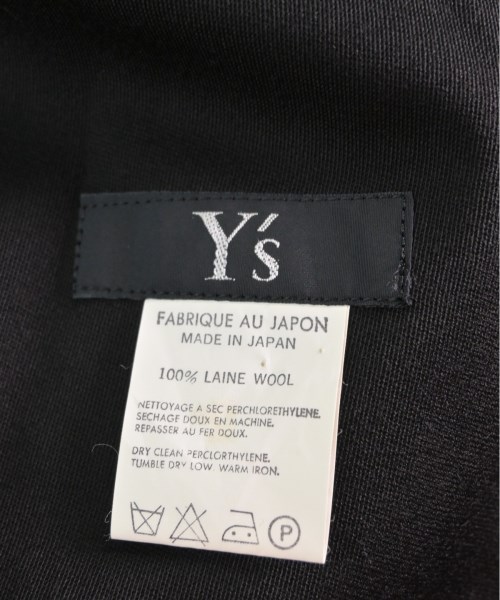 Y's
FABRIQUE AU JAPON
MADE IN JAPAN
100% LAINE WOOL
NETTOYAGE A SEC PERCHLORETHYLENE.
SECHAGE DOUX EN MACHINE.
REPASSER AU FER DOUX.
DRY CLEAN PERCLORTHYLENE.
TUMBLE DRY LOW WARM IRON.
P